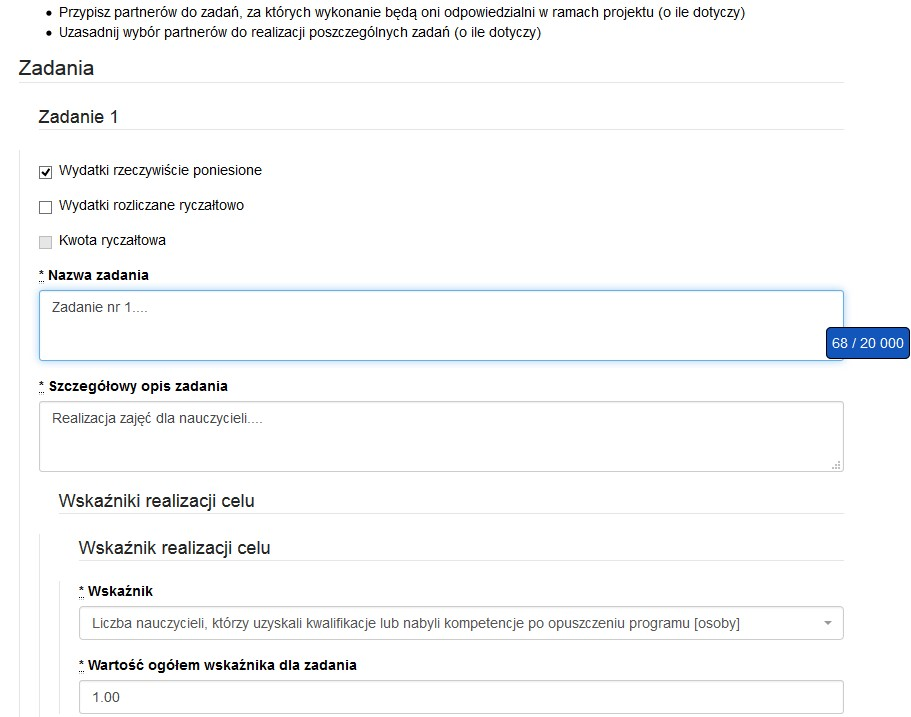 Przypisz partnerów do zadań, za których wykonanie będą oni odpowiedzialni w ramach projektu (o ile dotyczy)
Uzasadnij wybór partnerów do realizacji poszczególnych zadań (o ile dotyczy)
Zadania
Zadanie 1
Wydatki rzeczywiście poniesione
Wydatki rozliczane ryczałtowo
Kwota ryczałtowa
* Nazwa zadania
Zadanie nr 1....
68 / 20 000
* Szczegółowy opis zadania
Realizacja zajęć dla nauczycieli....
Wskaźniki realizacji celu
Wskaźnik realizacji celu
* Wskaźnik
Liczba nauczycieli, którzy uzyskali kwalifikacje lub nabyli kompetencje po opuszczeniu programu [osoby]
* Wartość ogółem wskaźnika dla zadania
1.00